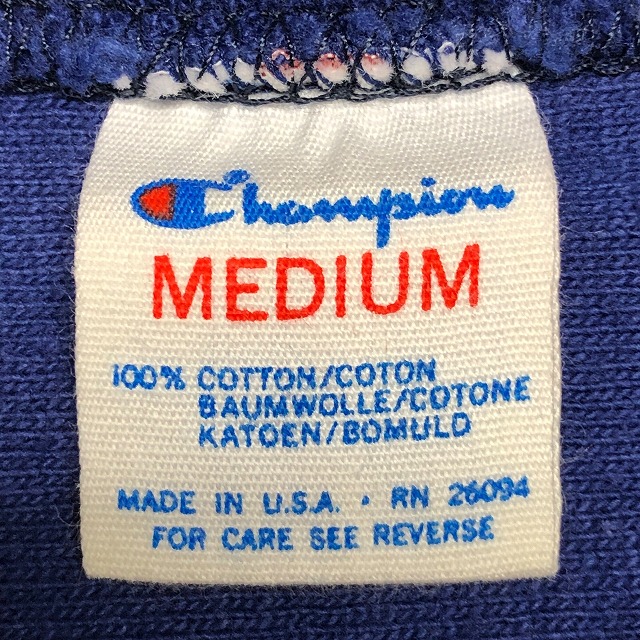 Champion
MEDIUM
100% COTTON/COTON
BAUMWOLLE/COTONE
KATOEN/BOMULD
MADE IN U.S.A. · RN 26094
FOR CARE SEE REVERSE